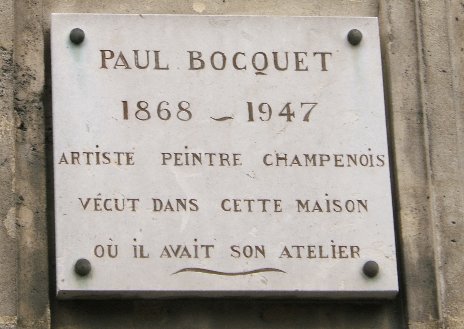 PAUL BOCQUET
1868 ~ 1947
ARTISTE PEINTRE CHAMPENOIS
VÉCUT DANS CETTE MAISON
OÙ IL AVAIT SON ATELIER